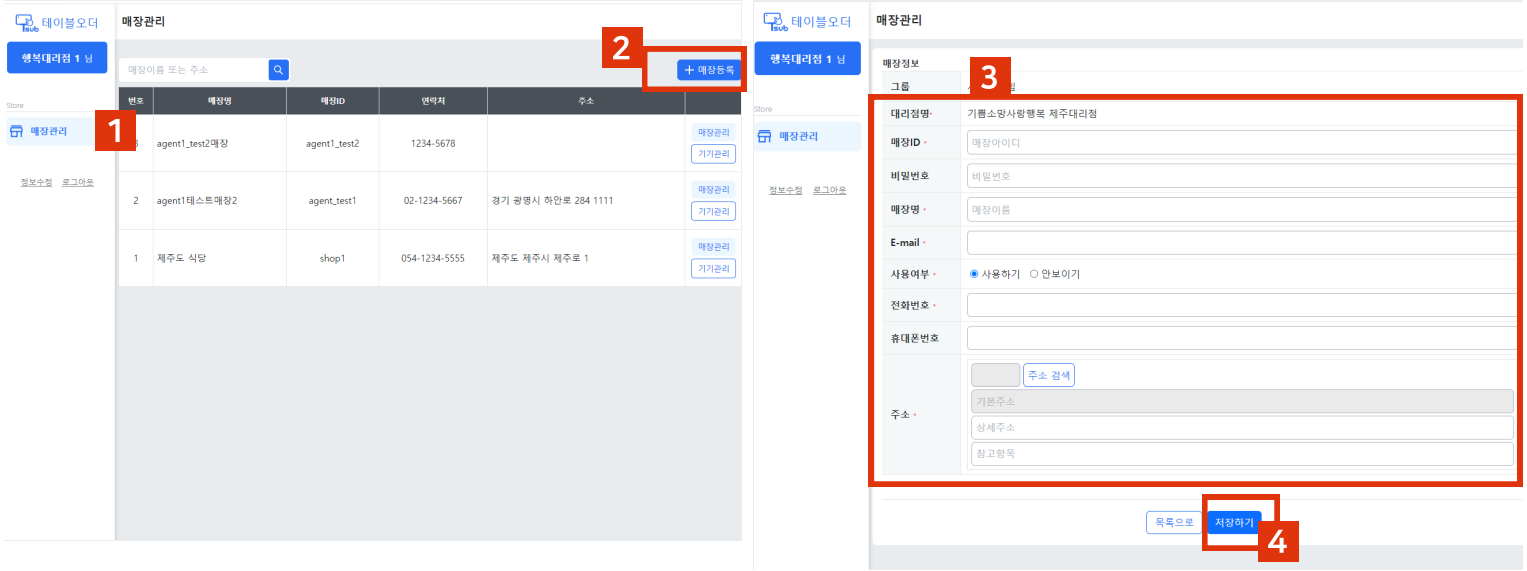 Tsub 테이블오더
행복대리점 1 님
Store
매장관리
1
정보수정 로그아웃
매장관리
2
매장이름 또는 주소
+ 매장등록
번호 매장명 매장ID 연락처 주소
agent1_test2매장 agent1_test2 1234-5678 매장관리
기기관리
2 agent1테스트매장2 agent_test1 02-1234-5667 경기 광명시 하안로 284 1111 매장관리
기기관리
1 제주도 식당 shop1 054-1234-5555 제주도 제주시 제주로 1 매장관리
기기관리
Tsub 테이블오더
행복대리점 1 님
Store
매장관리
정보수정 로그아웃
매장관리
매장정보
3
그룹
대리점명* 기쁨소망사랑행복 제주대리점
매장ID * 매장아이디
비밀번호 비밀번호
매장명 * 매장이름
E-mail *
사용여부 * 사용하기 안보이기
전화번호 *
휴대폰번호
주소 *
주소 검색
기본주소
상세주소
참고항목
목록으로 저장하기
4